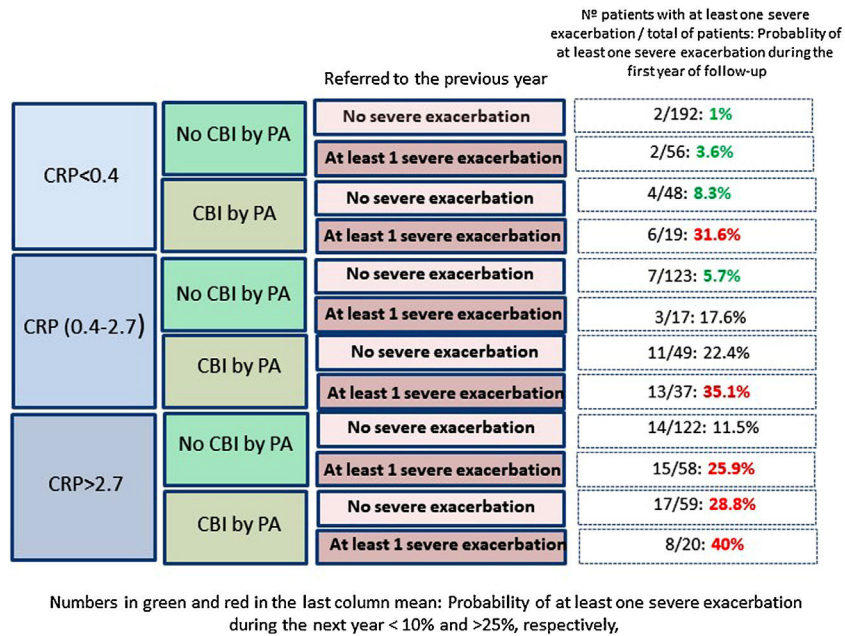 Nº patients with at least one severe
exacerbation / total of patients: Probablity of
at least one severe exacerbation during the
first year of follow-up
Referred to the previous year
CRP<0.4
No CBI by PA
No severe exacerbation
2/192: 1%
At least 1 severe exacerbation
2/56: 3.6%
CBI by PA
No severe exacerbation
4/48: 8.3%
At least 1 severe exacerbation
6/19: 31.6%
CRP (0.4-2.7)
No CBI by PA
No severe exacerbation
7/123: 5.7%
At least 1 severe exacerbation
3/17: 17.6%
CBI by PA
No severe exacerbation
11/49: 22.4%
At least 1 severe exacerbation
13/37: 35.1%
CRP>2.7
No CBI by PA
No severe exacerbation
14/122: 11.5%
At least 1 severe exacerbation
15/58: 25.9%
CBI by PA
No severe exacerbation
17/59: 28.8%
At least 1 severe exacerbation
8/20: 40%
Numbers in green and red in the last column mean: Probability of at least one severe exacerbation
during the next year < 10% and >25%, respectively,